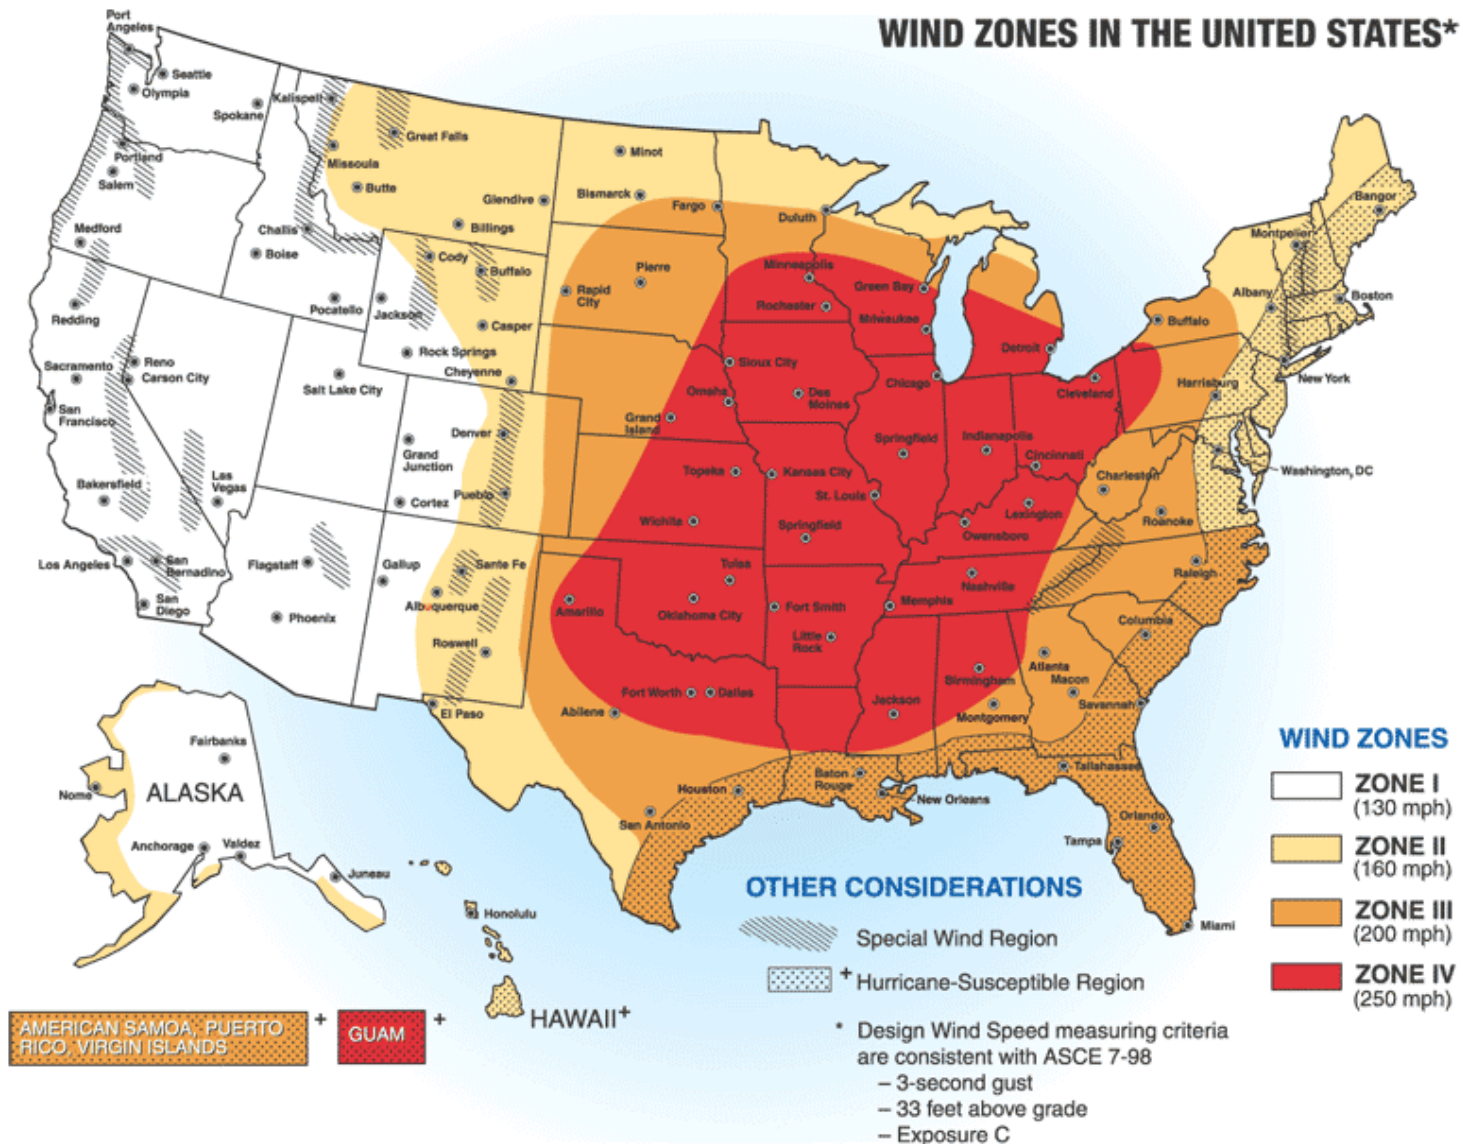 WIND ZONES IN THE UNITED STATES*
Port
Angeles
Seattle
Olympia
Spokane
Kalispell
Great Falls
Portland
Salem
Missoula
Butte
Minot
Bismarck
Glendive
Fargo
Duluth
Bangor
Medford
Challis
Billings
Montpelier
Boise
Cody
Buffalo
Pierre
Minneapolis
Rapid
City
Green Bay
Albany
Boston
Pocatello
Jackson
Rochester
Redding
Casper
Milwaukee
Buffalo
Rock Springs
Detroit
Sacramento
Reno
Carson City
Salt Lake City
Cheyenne
Sioux City
Chicago
Cleveland
Harrisburg
New York
San
Francisco
Omaha
Des
Moines
Grand
Island
Denver
Grand
Junction
Springfield
Indianapolis
Cincinnati
Washington, DC
Bakersfield
Las
Vegas
Cortez
Pueblo
Topeka
Kansas City
St. Louis
Charleston
Lexington
Roanoke
Wichita
Springfield
Owensboro
Los Angeles
San
Bernadino
Flagstaff
Gallup
Sante Fe
Tulsa
Nashville
Raleigh
San
Diego
Phoenix
Albuquerque
Amarillo
Oklahoma City
Fort Smith
Memphis
Columbia
Roswell
Little
Rock
Atlanta
Birmingham
Macon
El Paso
Abilene
Fort Worth
Dallas
Jackson
Montgomery
Savannah
Fairbanks
ALASKA
Nome
Anchorage
Valdez
Juneau
Houston
San Antonio
Baton
Rouge
New Orleans
Tallahassee
Orlando
Tampa
Miami
Honolulu
HAWAII+
WIND ZONES
ZONE I
(130 mph)
ZONE II
(160 mph)
ZONE III
(200 mph)
ZONE IV
(250 mph)
OTHER CONSIDERATIONS
Special Wind Region
+ Hurricane-Susceptible Region
* Design Wind Speed measuring criteria
are consistent with ASCE 7-98
– 3-second gust
– 33 feet above grade
– Exposure C
AMERICAN SAMOA, PUERTO
RICO, VIRGIN ISLANDS
+
GUAM
+